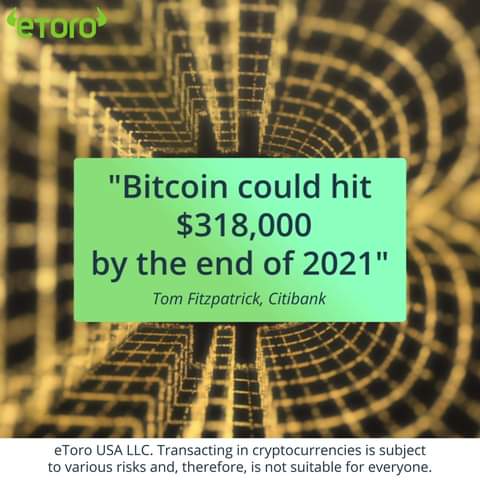 eToro
"Bitcoin could hit
$318,000
by the end of 2021"
Tom Fitzpatrick, Citibank
eToro USA LLC. Transacting in cryptocurrencies is subject
to various risks and, therefore, is not suitable for everyone.